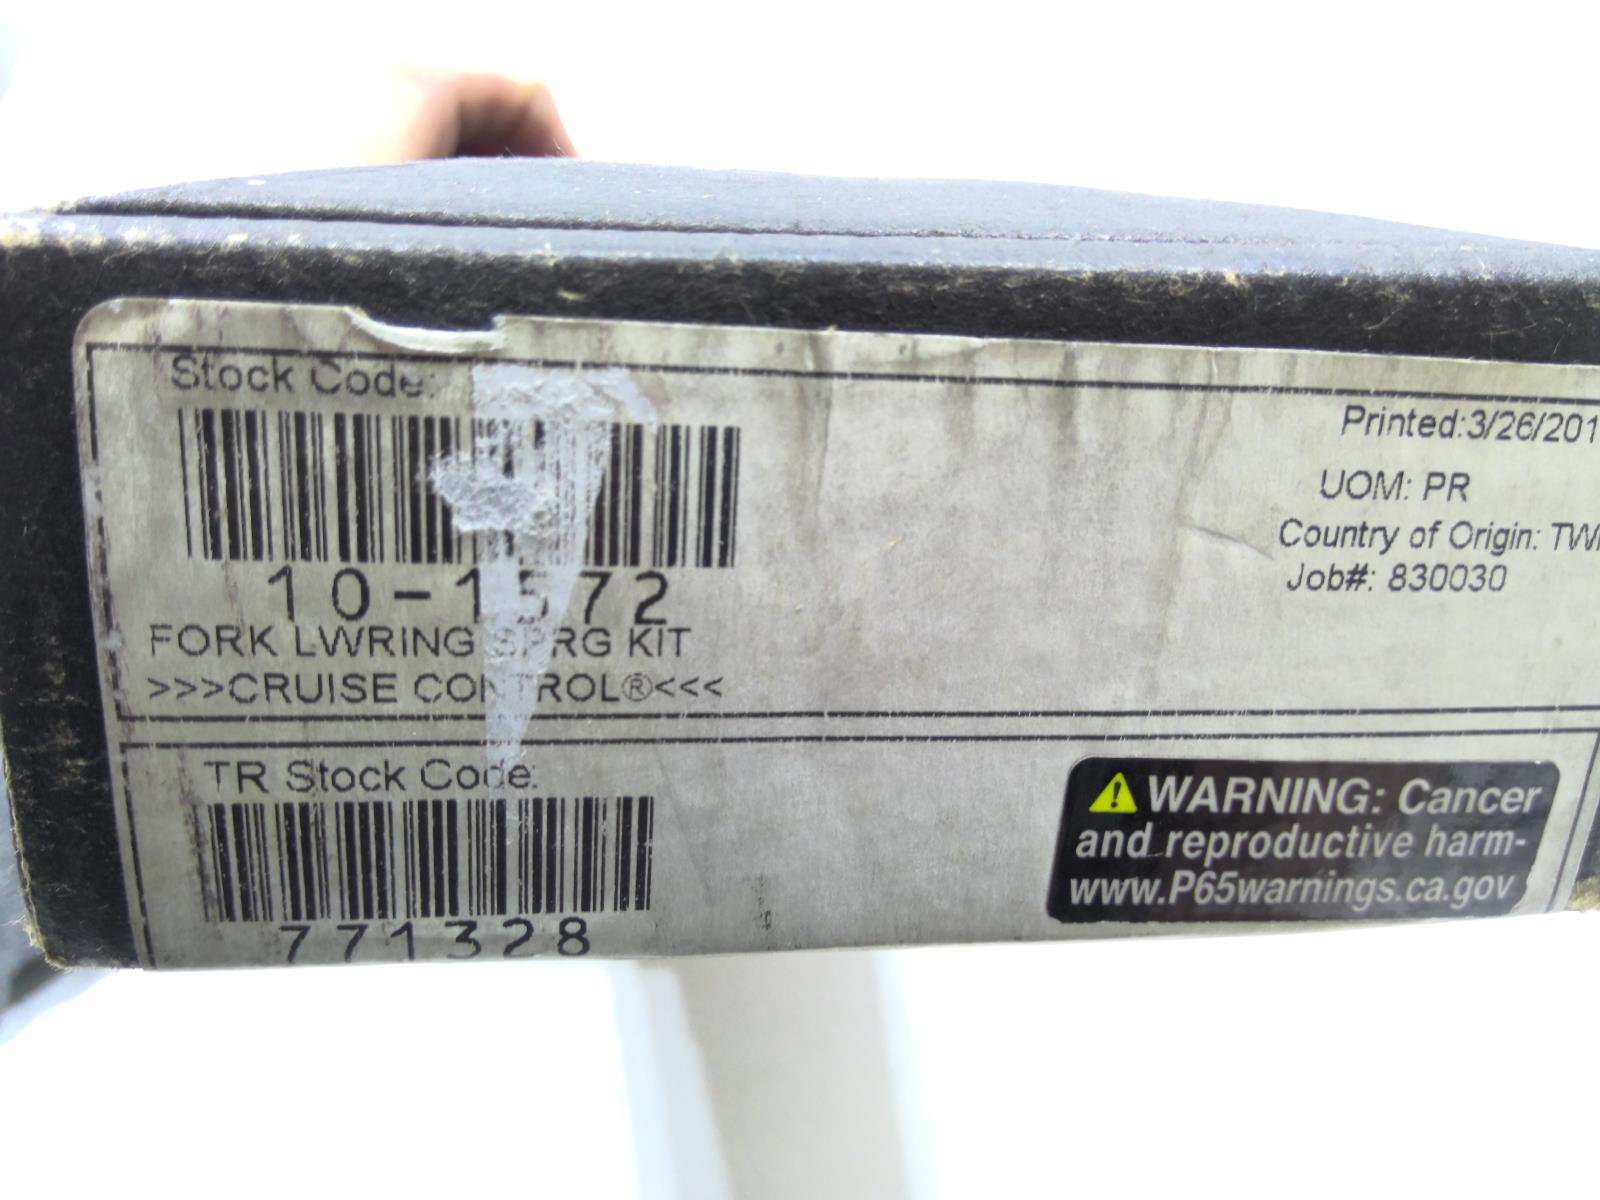 Stock Code:
Printed:3/26/201
UOM: PR
Country of Origin: TW
Job#: 830030
10-1572
FORK LWRING SPRG KIT
>>>CRUISE CONTROL®<<<
TR Stock Code:
771328
WARNING: Cancer
and reproductive harm-
www.P65warnings.ca.gov